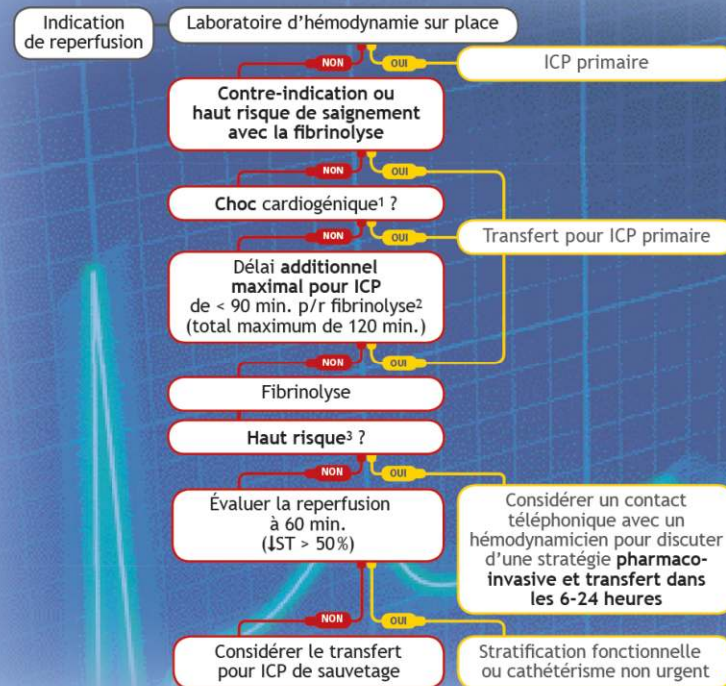 Indication
de reperfusion
Laboratoire d'hémodynamie sur place
NON
OUI
ICP primaire
Contre-indication ou
haut risque de saignement
avec la fibrinolyse
NON
OUI
Choc cardiogénique¹ ?
NON
OUI
Transfert pour ICP primaire
Délai additionnel
maximal pour ICP
de < 90 min. p/r fibrinolyse²
(total maximum de 120 min.)
NON
OUI
Fibrinolyse
Haut risque³ ?
NON
OUI
Évaluer la reperfusion
à 60 min.
(↓ST > 50%)
Considérer un contact
téléphonique avec un
hémodynamicien pour discuter
d'une stratégie pharmaco-
invasive et transfert dans
les 6-24 heures
NON
OUI
Considérer le transfert
pour ICP de sauvetage
Stratification fonctionnelle
ou cathétérisme non urgent